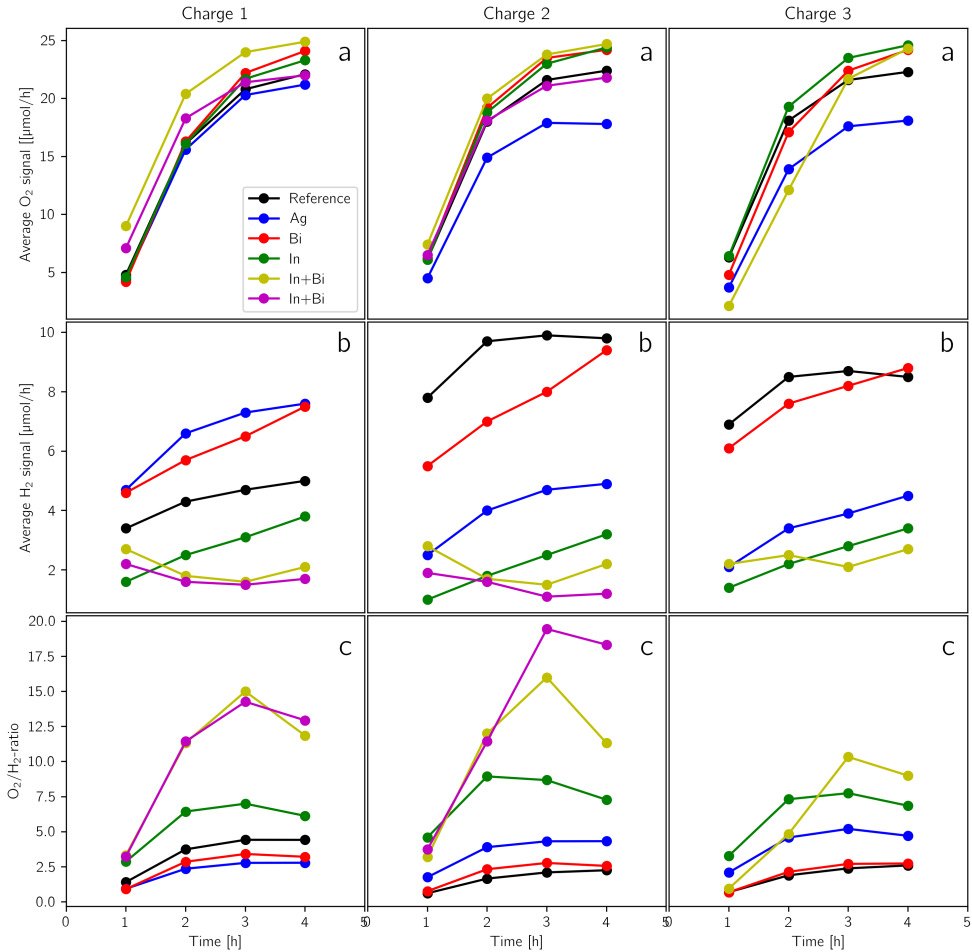 Charge 1 Charge 2 Charge 3
a a a
25
20
15
10
5
Average O₂ signal [[µmol/h]
Reference
Ag
Bi
In
In+Bi
In+Bi
b b b
10
8
6
4
2
Average H₂ signal [µmol/h]
c c c
20.0
17.5
15.0
12.5
10.0
7.5
5.0
2.5
0.0
O₂/H₂-ratio
0 1 2 3 4 5 0 1 2 3 4 5 0 1 2 3 4 5
Time [h] Time [h] Time [h]